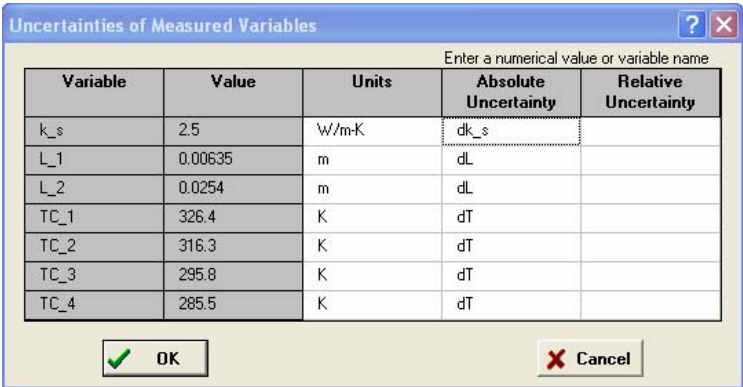 Uncertainties of Measured Variables
Enter a numerical value or variable name
Variable Value Units Absolute Uncertainty Relative Uncertainty
k_s 2.5 W/m-K dk_s
L_1 0.00635 m dL
L_2 0.0254 m dL
TC_1 326.4 K dT
TC_2 316.3 K dT
TC_3 295.8 K dT
TC_4 285.5 K dT
OK Cancel